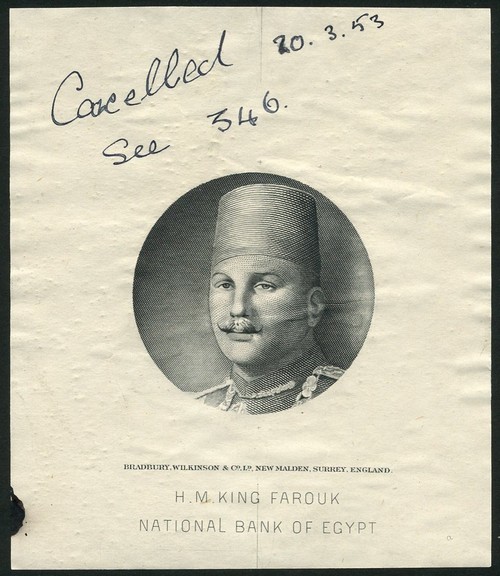 Cancelled 20.3.53
See 346.
BRADBURY, WILKINSON & Co. Ld. NEW MALDEN, SURREY, ENGLAND.
H.M.KING FAROUK
NATIONAL BANK OF EGYPT